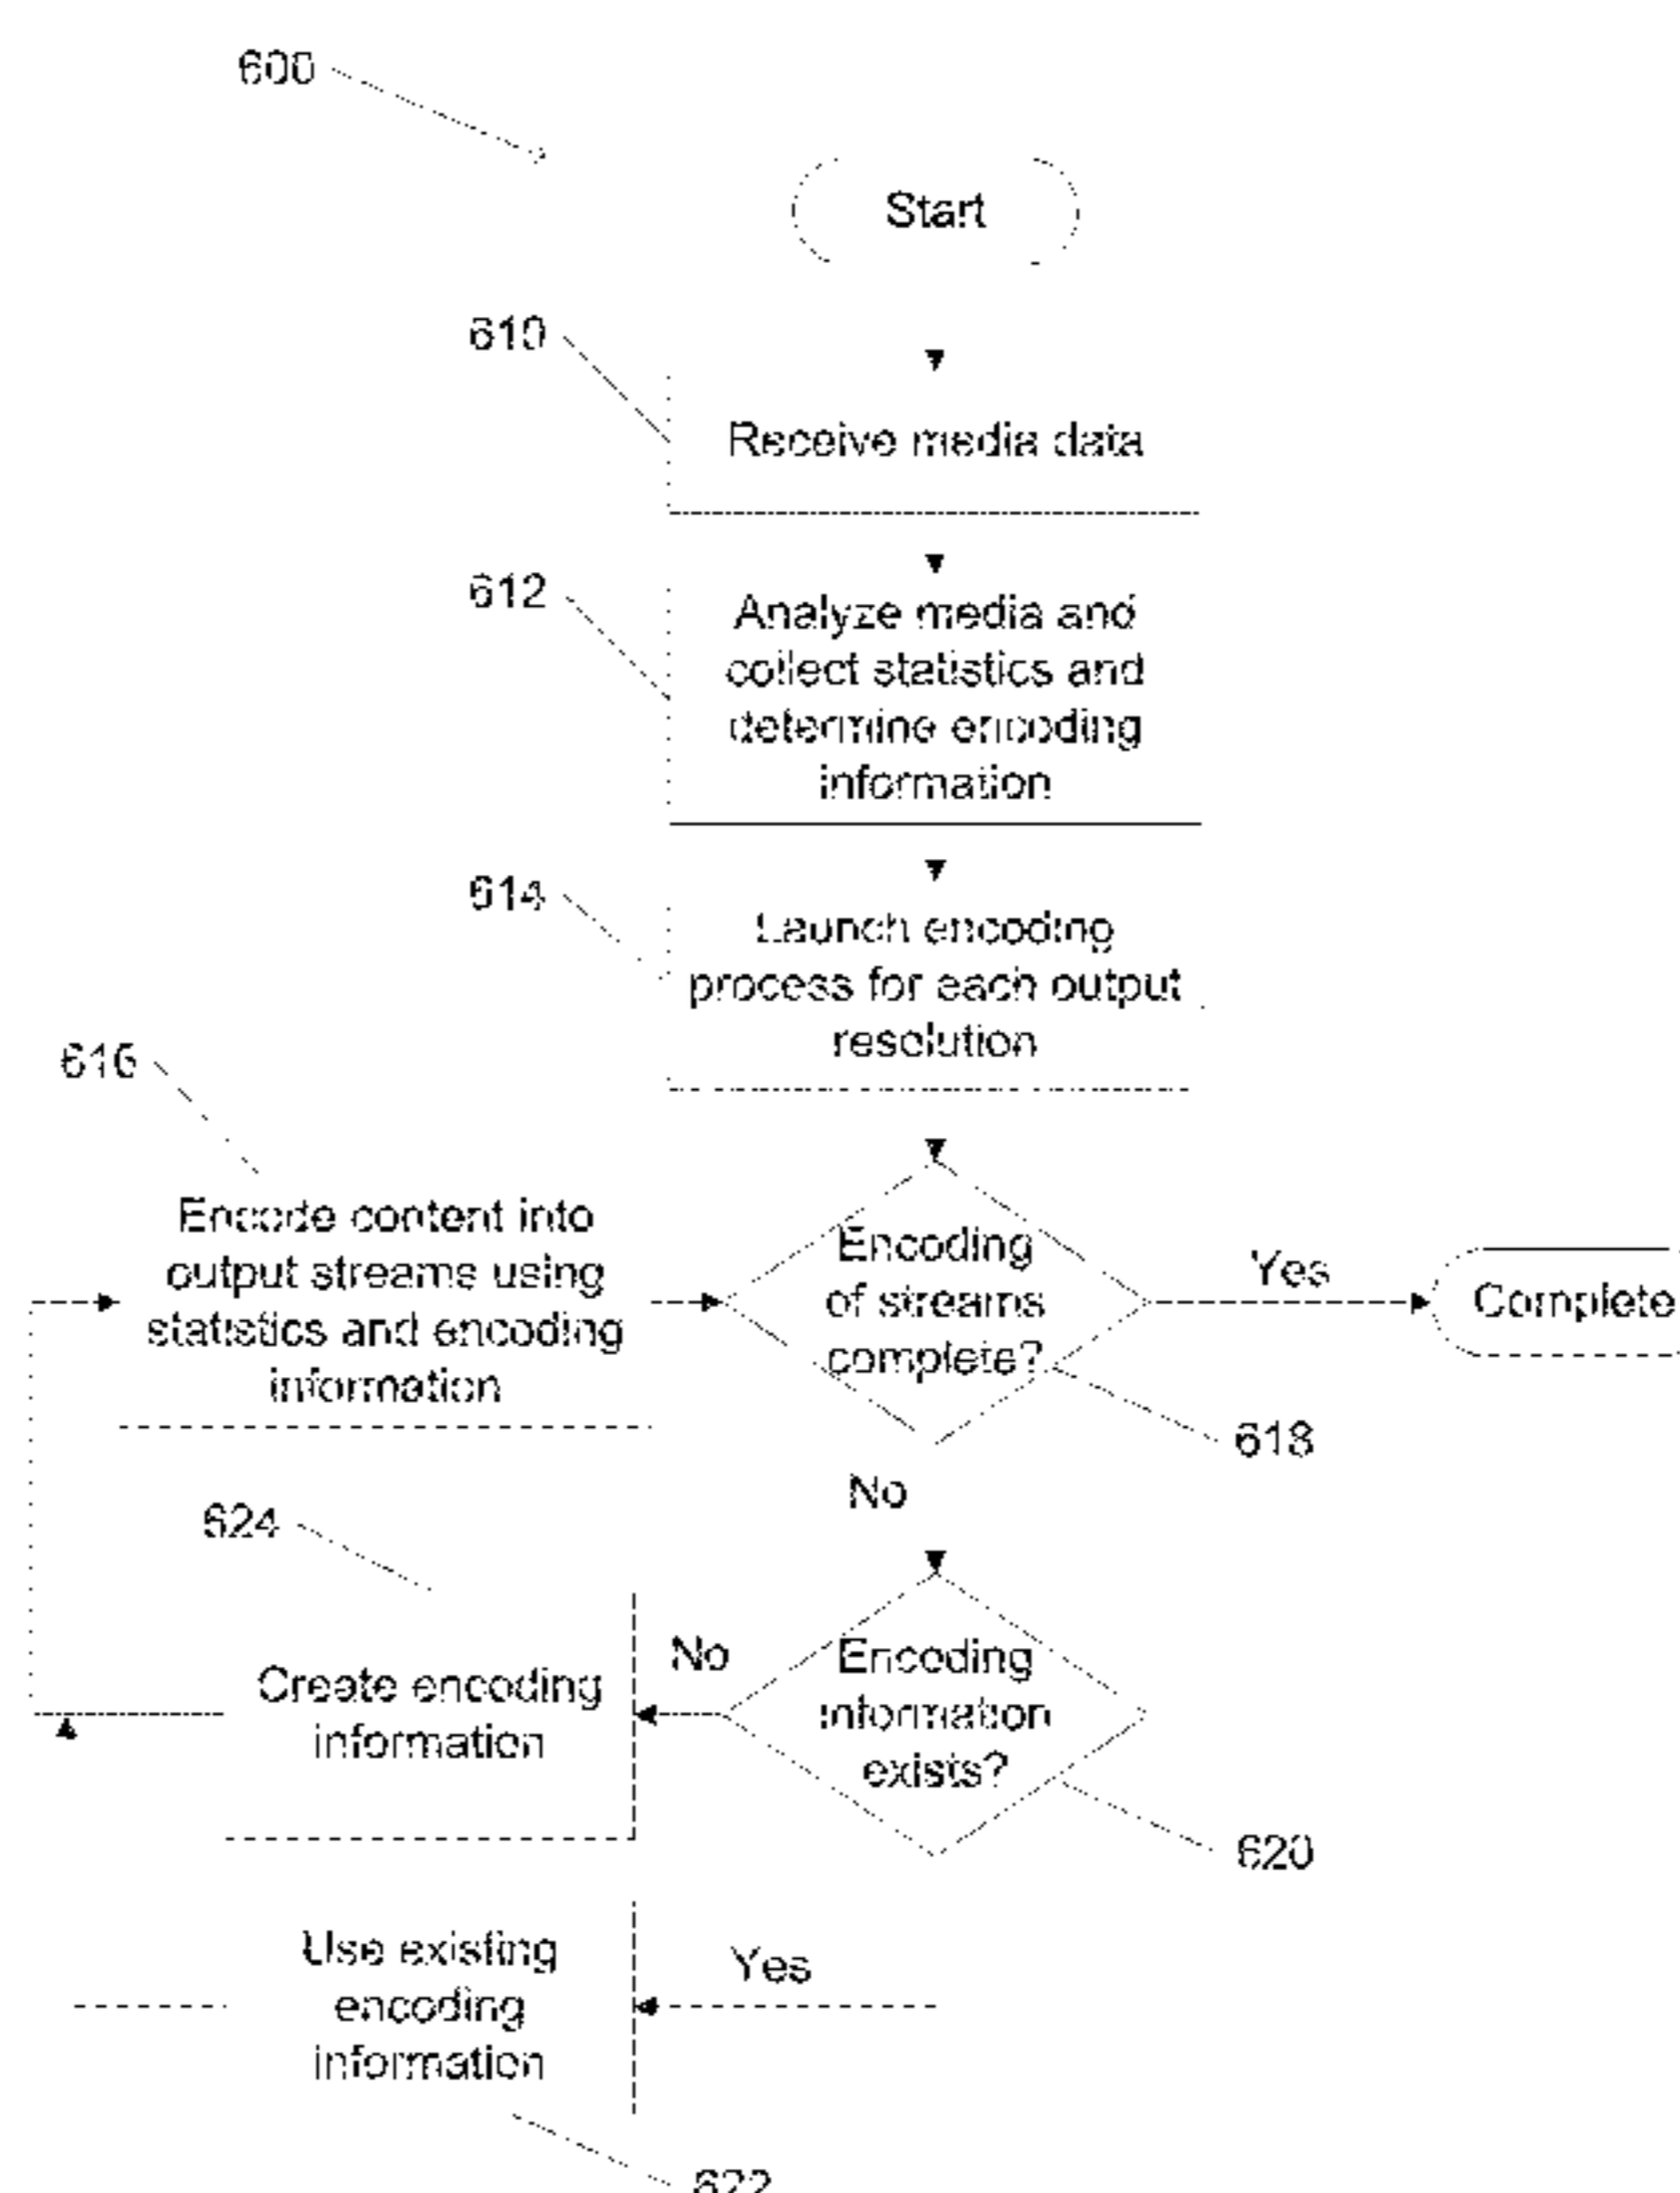 600
Start
610
Receive media data
612
Analyze media and
collect statistics and
determine encoding
information
614
Launch encoding
process for each output
resolution
616
Encode content into
output streams using
statistics and encoding
information
Encoding
of streams
complete?
Yes
Complete
618
No
624
Create encoding
information
No
Encoding
information
exists?
620
Use existing
encoding
information
Yes
622